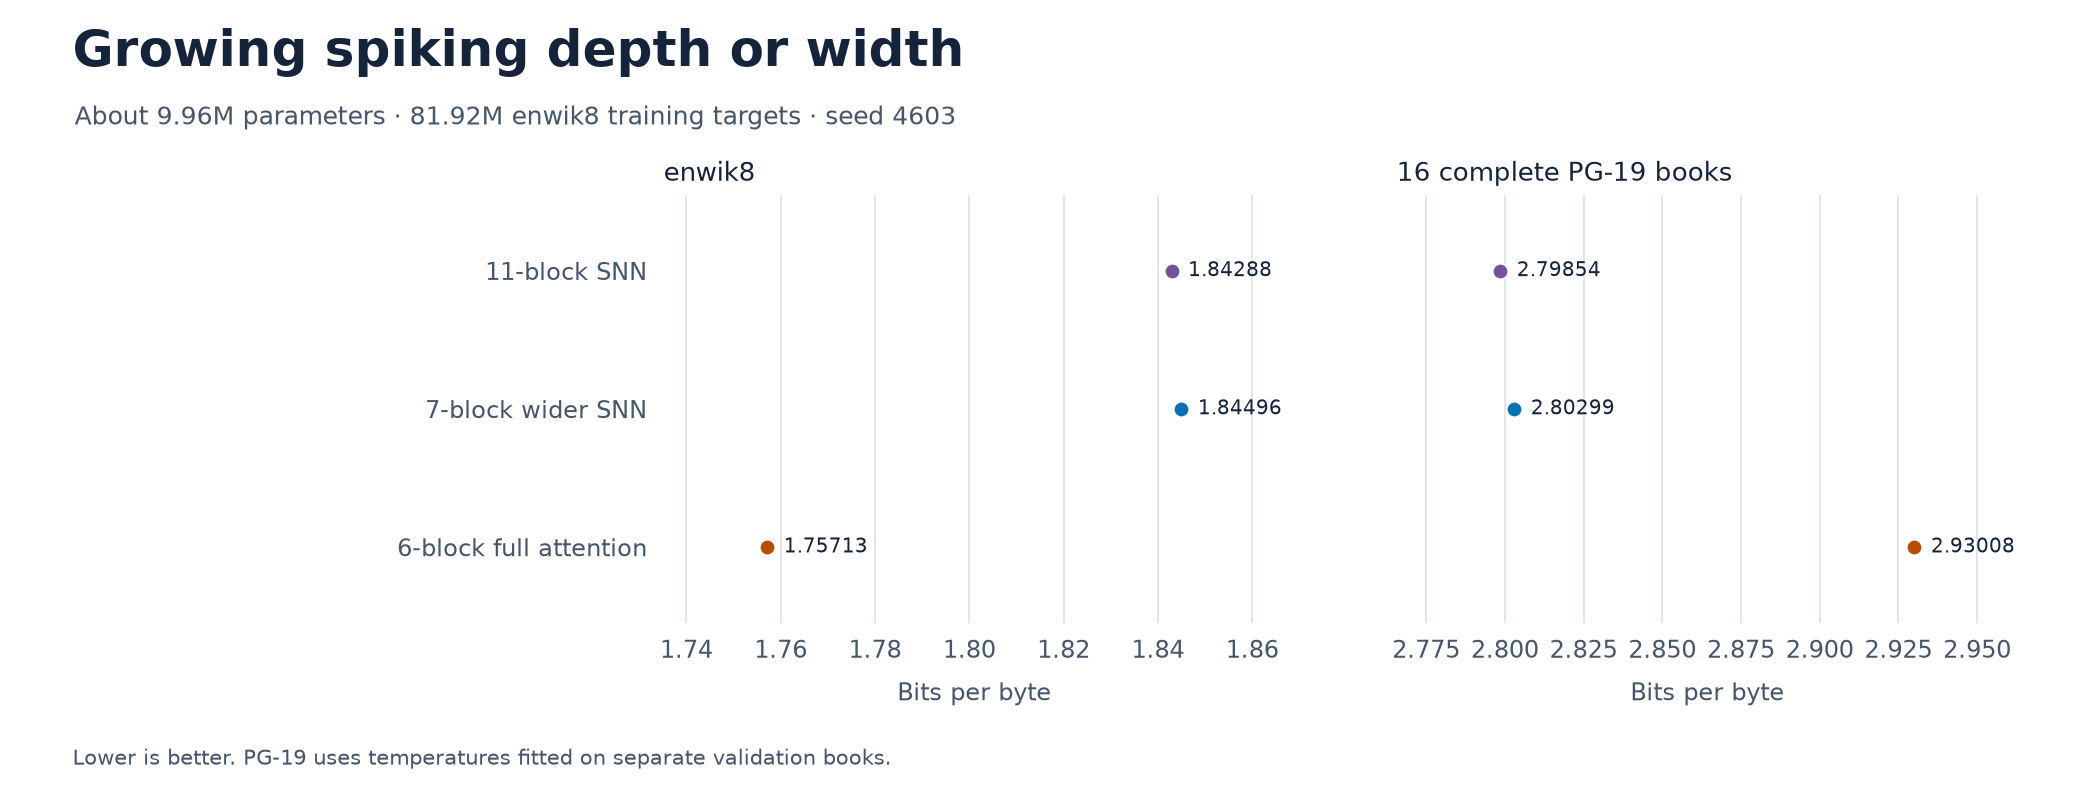 Growing spiking depth or width
About 9.96M parameters · 81.92M enwik8 training targets · seed 4603
enwik8
16 complete PG-19 books
11-block SNN
1.84288
2.79854
7-block wider SNN
1.84496
2.80299
6-block full attention
1.75713
2.93008
1.74 1.76 1.78 1.80 1.82 1.84 1.86
2.775 2.800 2.825 2.850 2.875 2.900 2.925 2.950
Bits per byte
Bits per byte
Lower is better. PG-19 uses temperatures fitted on separate validation books.